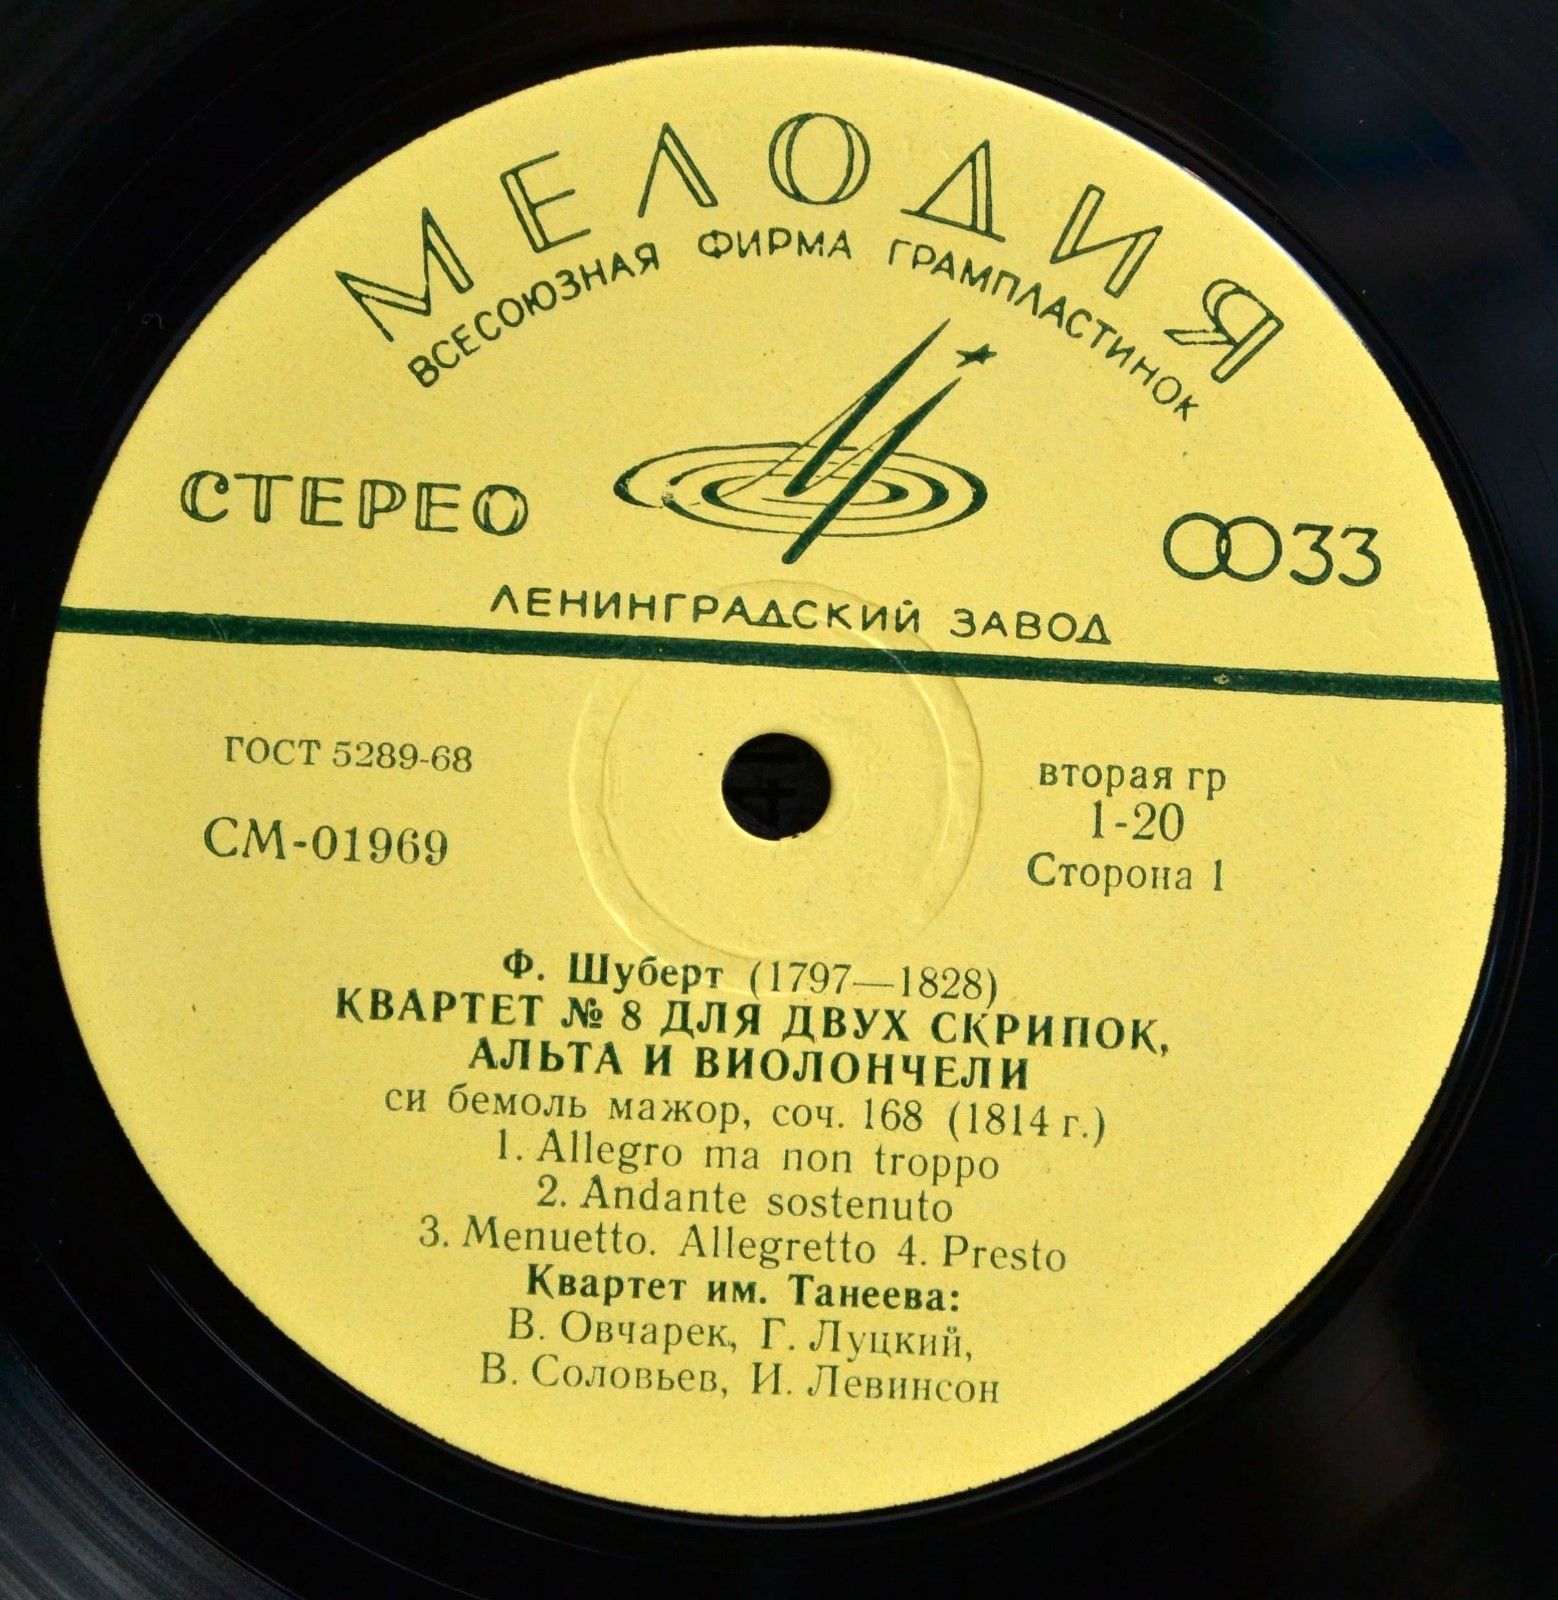 МЕЛОДИЯ
ВСЕСОЮЗНАЯ ФИРМА ГРАМПЛАСТИНОК
СТЕРЕО
33
ЛЕНИНГРАДСКИЙ ЗАВОД
ГОСТ 5289-68
СМ-01969
вторая гр
1-20
Сторона 1
Ф. Шуберт (1797—1828)
КВАРТЕТ № 8 ДЛЯ ДВУХ СКРИПОК,
АЛЬТА И ВИОЛОНЧЕЛИ
си бемоль мажор, соч. 168 (1814 г.)
1. Allegro ma non troppo
2. Andante sostenuto
3. Menuetto. Allegretto 4. Presto
Квартет им. Танеева:
В. Овчарек, Г. Луцкий,
В. Соловьев, И. Левинсон